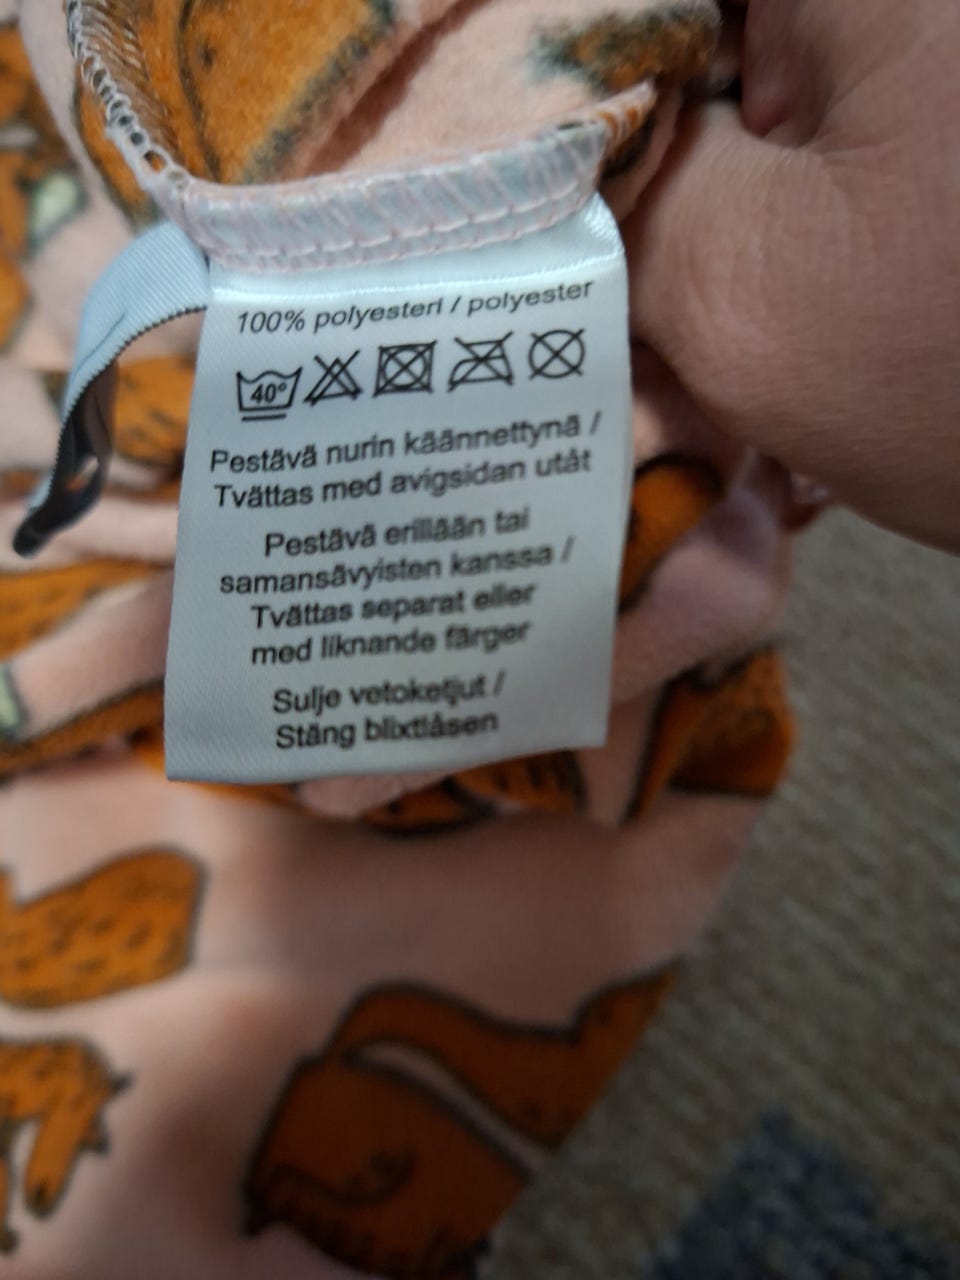 100% polyesteri / polyester
40°
Pestävä nurin käännettynä /
Tvättas med avigsidan utåt
Pestävä erillään tai
samansävyisten kanssa /
Tvättas separat eller
med liknande färger
Sulje vetoketjut /
Stäng blixtlåsen